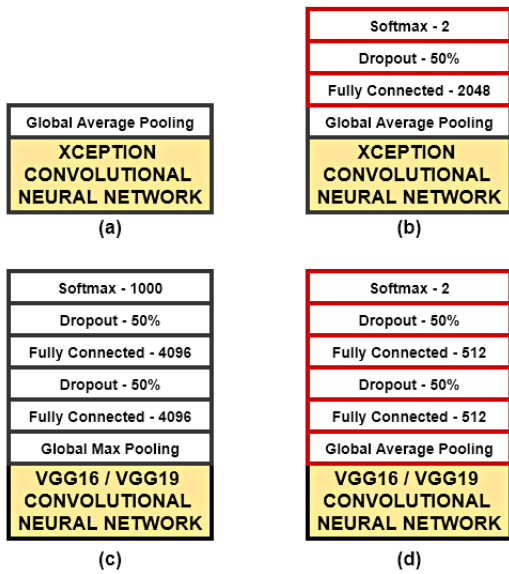 Global Average Pooling
XCEPTION
CONVOLUTIONAL
NEURAL NETWORK
(a)
Softmax - 2
Dropout - 50%
Fully Connected - 2048
Global Average Pooling
XCEPTION
CONVOLUTIONAL
NEURAL NETWORK
(b)
Softmax - 1000
Dropout - 50%
Fully Connected - 4096
Dropout - 50%
Fully Connected - 4096
Global Max Pooling
VGG16 / VGG19
CONVOLUTIONAL
NEURAL NETWORK
(c)
Softmax - 2
Dropout - 50%
Fully Connected - 512
Dropout - 50%
Fully Connected - 512
Global Average Pooling
VGG16 / VGG19
CONVOLUTIONAL
NEURAL NETWORK
(d)